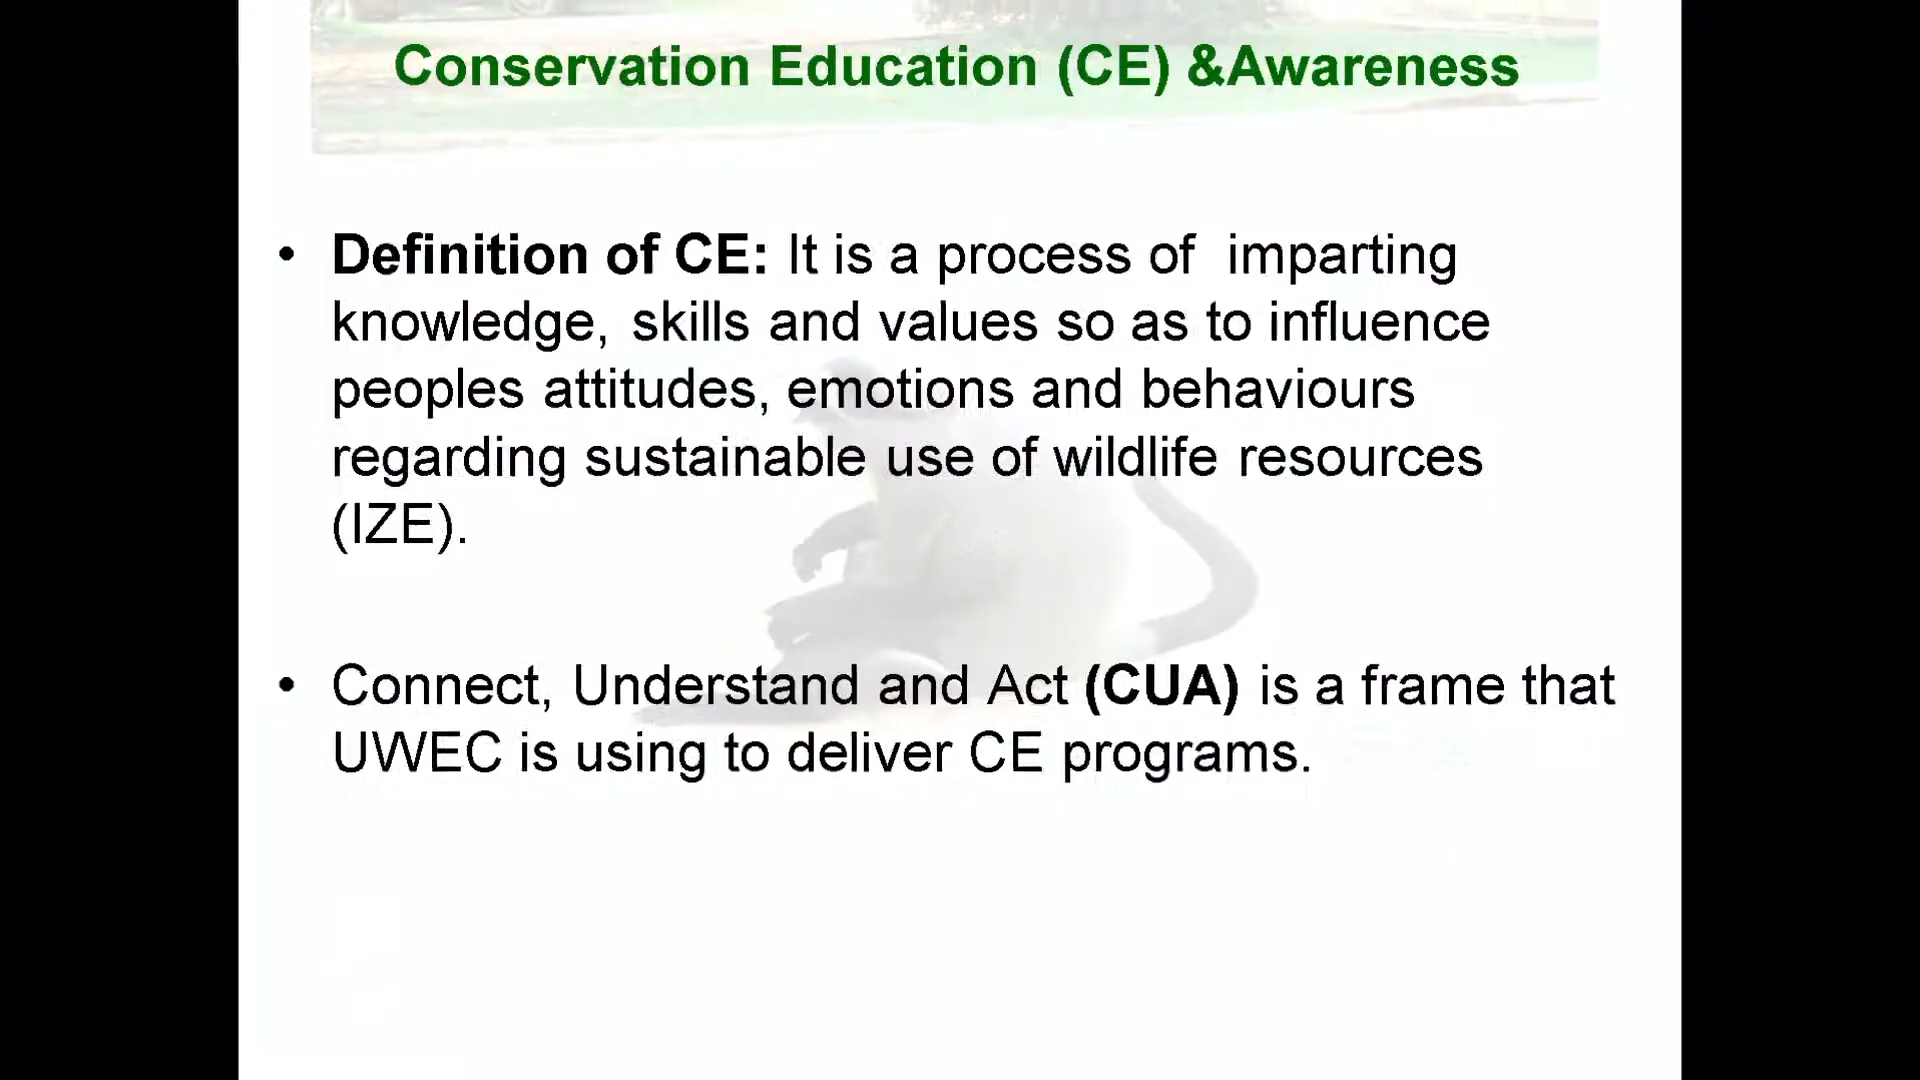 Conservation Education (CE) &Awareness
• Definition of CE: It is a process of  imparting
knowledge, skills and values so as to influence
peoples attitudes, emotions and behaviours
regarding sustainable use of wildlife resources
(IZE).
• Connect, Understand and Act (CUA) is a frame that
UWEC is using to deliver CE programs.